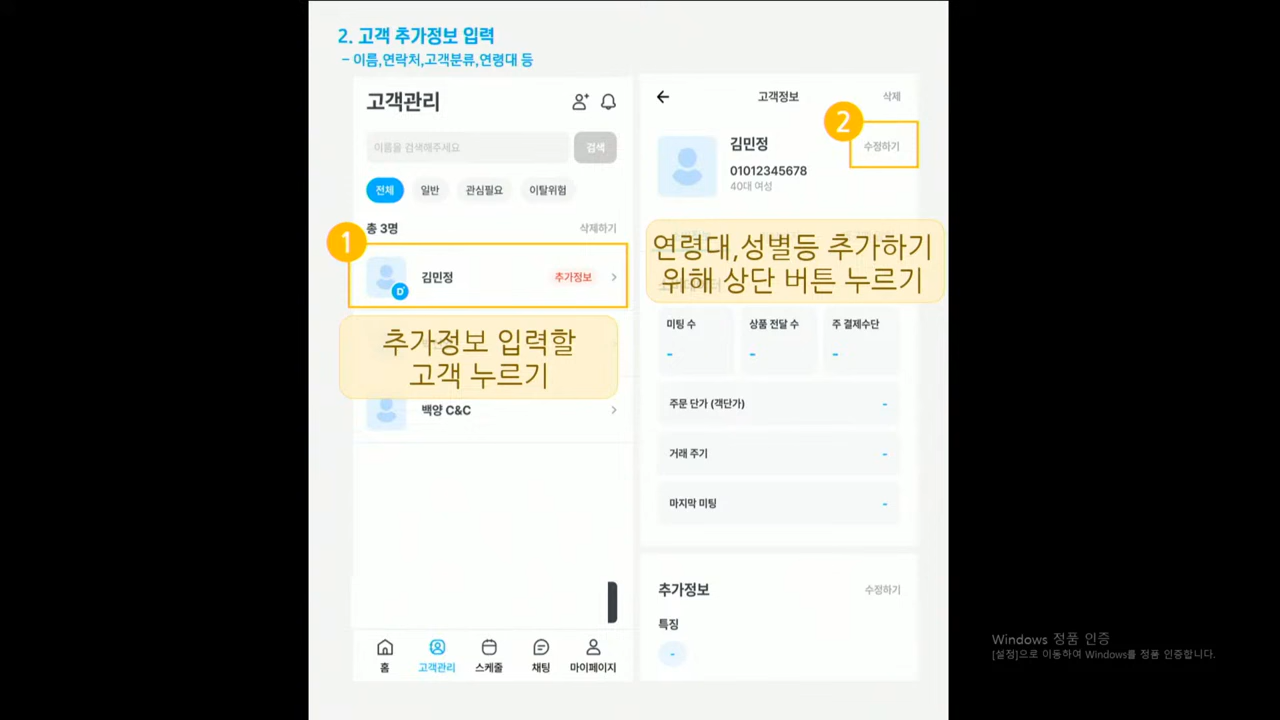 2. 고객 추가정보 입력
- 이름,연락처,고객분류,연령대 등
고객관리
이름을 검색해주세요
검색
전체
일반
관심필요
이탈위험
총 3명
삭제하기
1
김민정
추가정보
D
추가정보 입력할
고객 누르기
백양 C&C
홈
고객관리
스케줄
채팅
마이페이지
고객정보
삭제
2
김민정
수정하기
01012345678
40대 여성
연령대,성별등 추가하기
위해 상단 버튼 누르기
미팅 수
상품 전달 수
주 결제수단
-
-
-
주문 단가 (객단가)
-
거래 주기
-
마지막 미팅
-
추가정보
수정하기
특징
-
Windows 정품 인증
[설정]으로 이동하여 Windows를 정품 인증합니다.